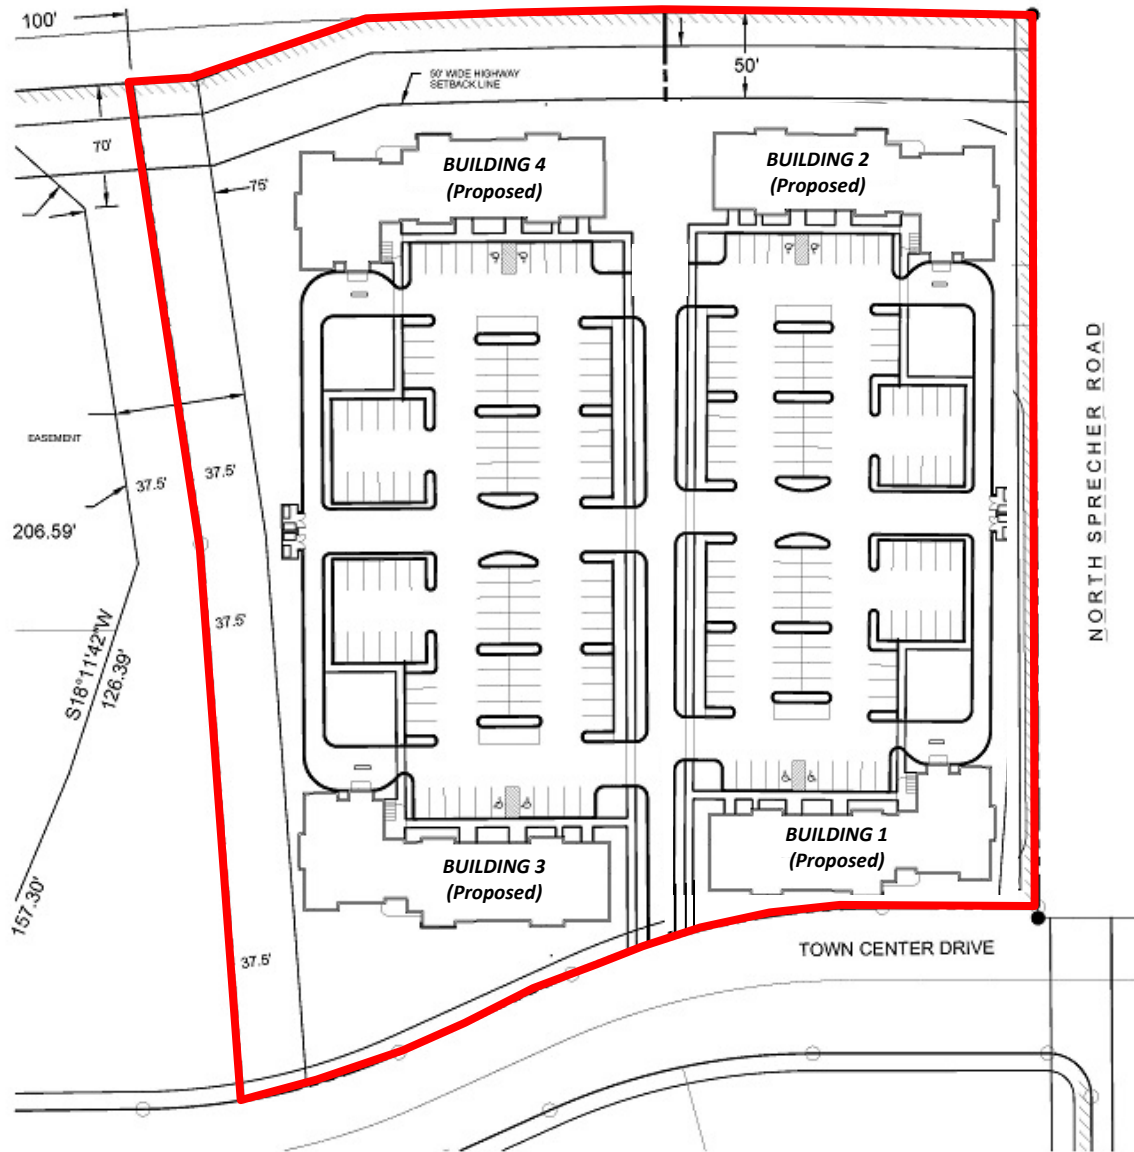 100'
50' WIDE HIGHWAY
SETBACK LINE
50'
70'
75'
BUILDING 4
(Proposed)
BUILDING 2
(Proposed)
EASEMENT
37.5'
37.5'
206.59'
NORTH SPRECHER ROAD
37.5'
S18°11'42"W
126.39'
BUILDING 3
(Proposed)
BUILDING 1
(Proposed)
157.30'
37.5'
TOWN CENTER DRIVE